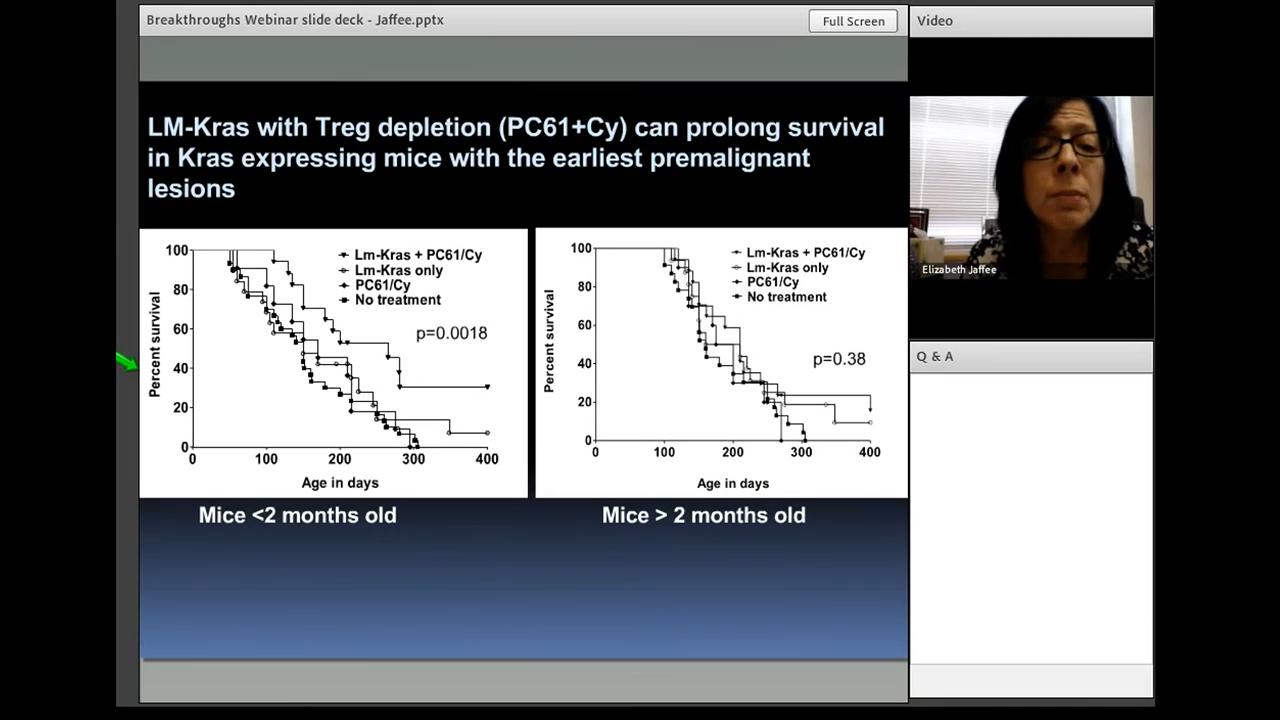 Breakthroughs Webinar slide deck - Jaffee.pptx
Full Screen
Video
LM-Kras with Treg depletion (PC61+Cy) can prolong survival
in Kras expressing mice with the earliest premalignant
lesions
Elizabeth Jaffee
Percent survival
100
80
60
40
20
0
0 100 200 300 400
Age in days
Lm-Kras + PC61/Cy
Lm-Kras only
PC61/Cy
No treatment
p=0.0018
Mice <2 months old
Percent survival
100
80
60
40
20
0
0 100 200 300 400
Age in days
Lm-Kras + PC61/Cy
Lm-Kras only
PC61/Cy
No treatment
p=0.38
Mice > 2 months old
Q & A